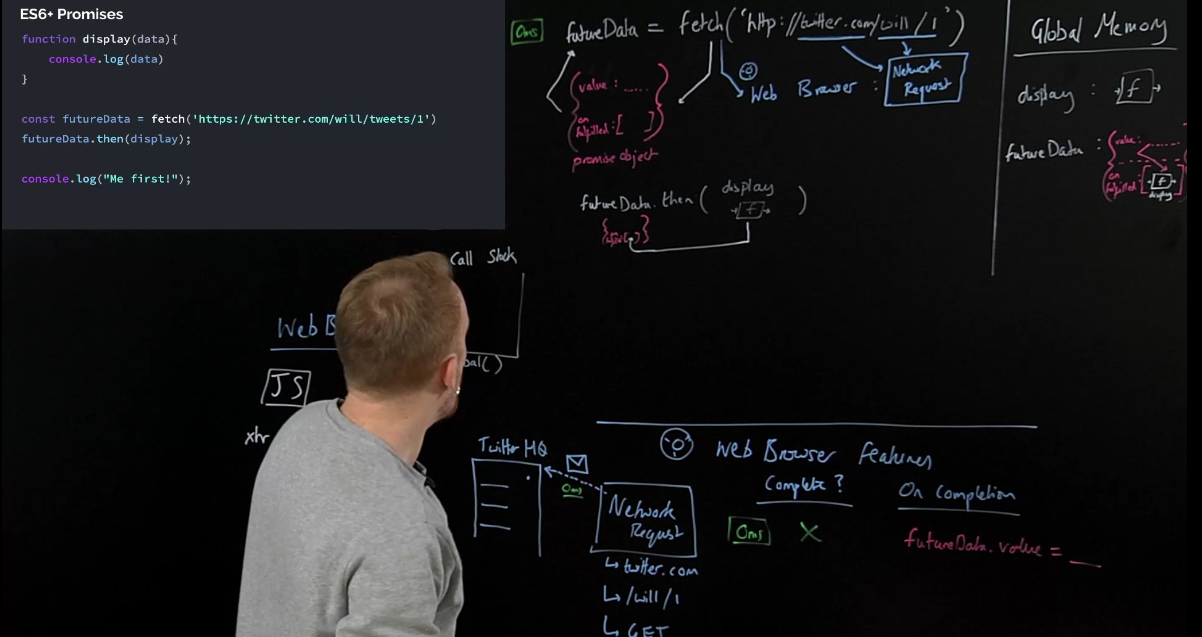 ES6+ Promises
function display(data){
console.log(data)
}
const futureData = fetch('https://twitter.com/will/tweets/1')
futureData.then(display);
console.log("Me first!");
0ms futureData = fetch('http://twitter.com/will/1')
{value: .....
on fulfilled: [ ]}
promise object
Web Browser : Network Request
futureData.then( display )
f
Global Memory
display : f
futureData : {value:
on fulfilled: [ f ]
display
Call Stack
Web B
JS
xhr
Twitter HQ
0ms
Network Request
↳ twitter.com
↳ /will/1
↳ GET
Web Browser Features
Complete?
On Completion
0ms X
futureData.value = __